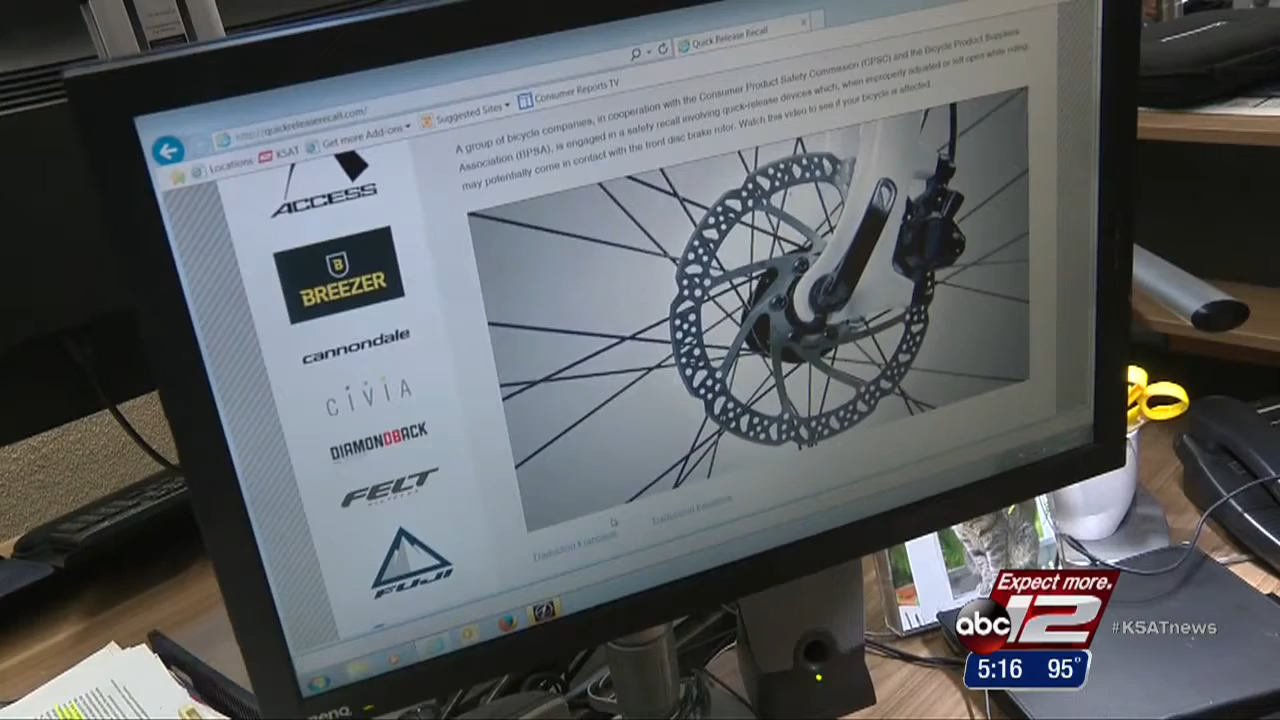 Quick Release Recall
http://quickreleaserecall.com/
Suggested Sites
Consumer Reports TV
Locations
KSAT
Get more Add-ons
A group of bicycle companies, in cooperation with the Consumer Product Safety Commission (CPSC) and the Bicycle Product Suppliers
Association (BPSA), is engaged in a safety recall involving quick-release devices which, when improperly adjusted or left open while riding,
may potentially come in contact with the front disc brake rotor. Watch this video to see if your bicycle is affected.
ACCESS
B
BREEZER
cannondale
civia
DIAMONDBACK
FELT
FUJI
BenQ
Expect more.
abc 12
#KSATnews
5:16 95°